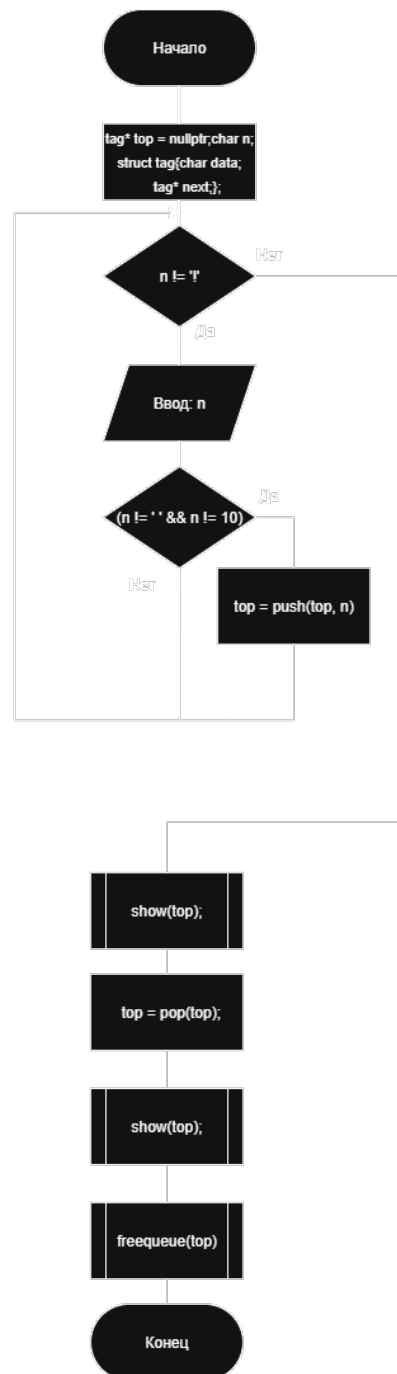 Начало
tag* top = nullptr;char n;
struct tag{char data;
tag* next;};
n != '!'
Нет
Да
Ввод: n
(n != ' ' && n != 10)
Да
Нет
top = push(top, n)
show(top);
top = pop(top);
show(top);
freequeue(top)
Конец